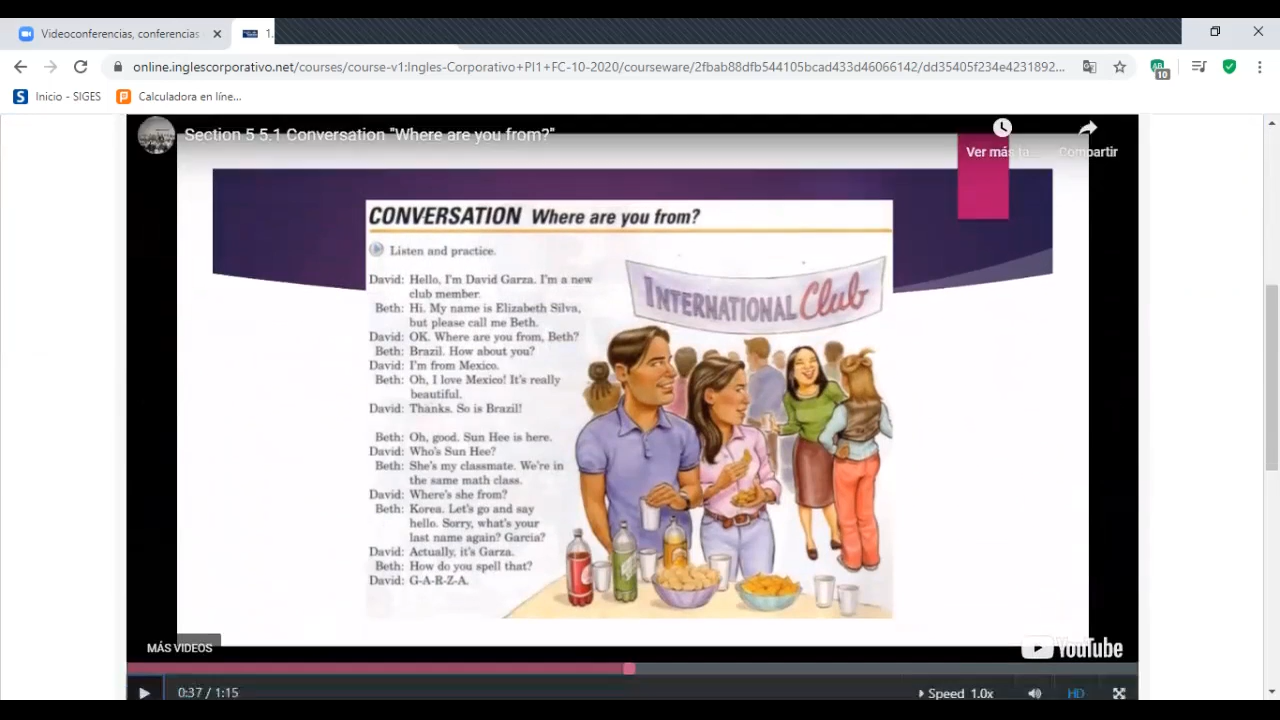 Videoconferencias, conferencias
1.
online.inglescorporativo.net/courses/course-v1:Ingles-Corporativo+PI1+FC-10-2020/courseware/2fbab88dfb544105bcad433d46066142/dd35405f234e4231892...
10
Inicio - SIGES
Calculadora en líne...
Section 5 5.1 Conversation "Where are you from?"
Ver más ta...
Compartir
CONVERSATION Where are you from?
Listen and practice.
David: Hello, I'm David Garza. I'm a new
club member.
Beth: Hi. My name is Elizabeth Silva,
but please call me Beth.
David: OK. Where are you from, Beth?
Beth: Brazil. How about you?
David: I'm from Mexico.
Beth: Oh, I love Mexico! It's really
beautiful.
David: Thanks. So is Brazil!
Beth: Oh, good. Sun Hee is here.
David: Who's Sun Hee?
Beth: She's my classmate. We're in
the same math class.
David: Where's she from?
Beth: Korea. Let's go and say
hello. Sorry, what's your
last name again? Garcia?
David: Actually, it's Garza.
Beth: How do you spell that?
David: G-A-R-Z-A.
INTERNATIONAL Club
MÁS VIDEOS
YouTube
0:37 / 1:15
Speed 1.0x
HD